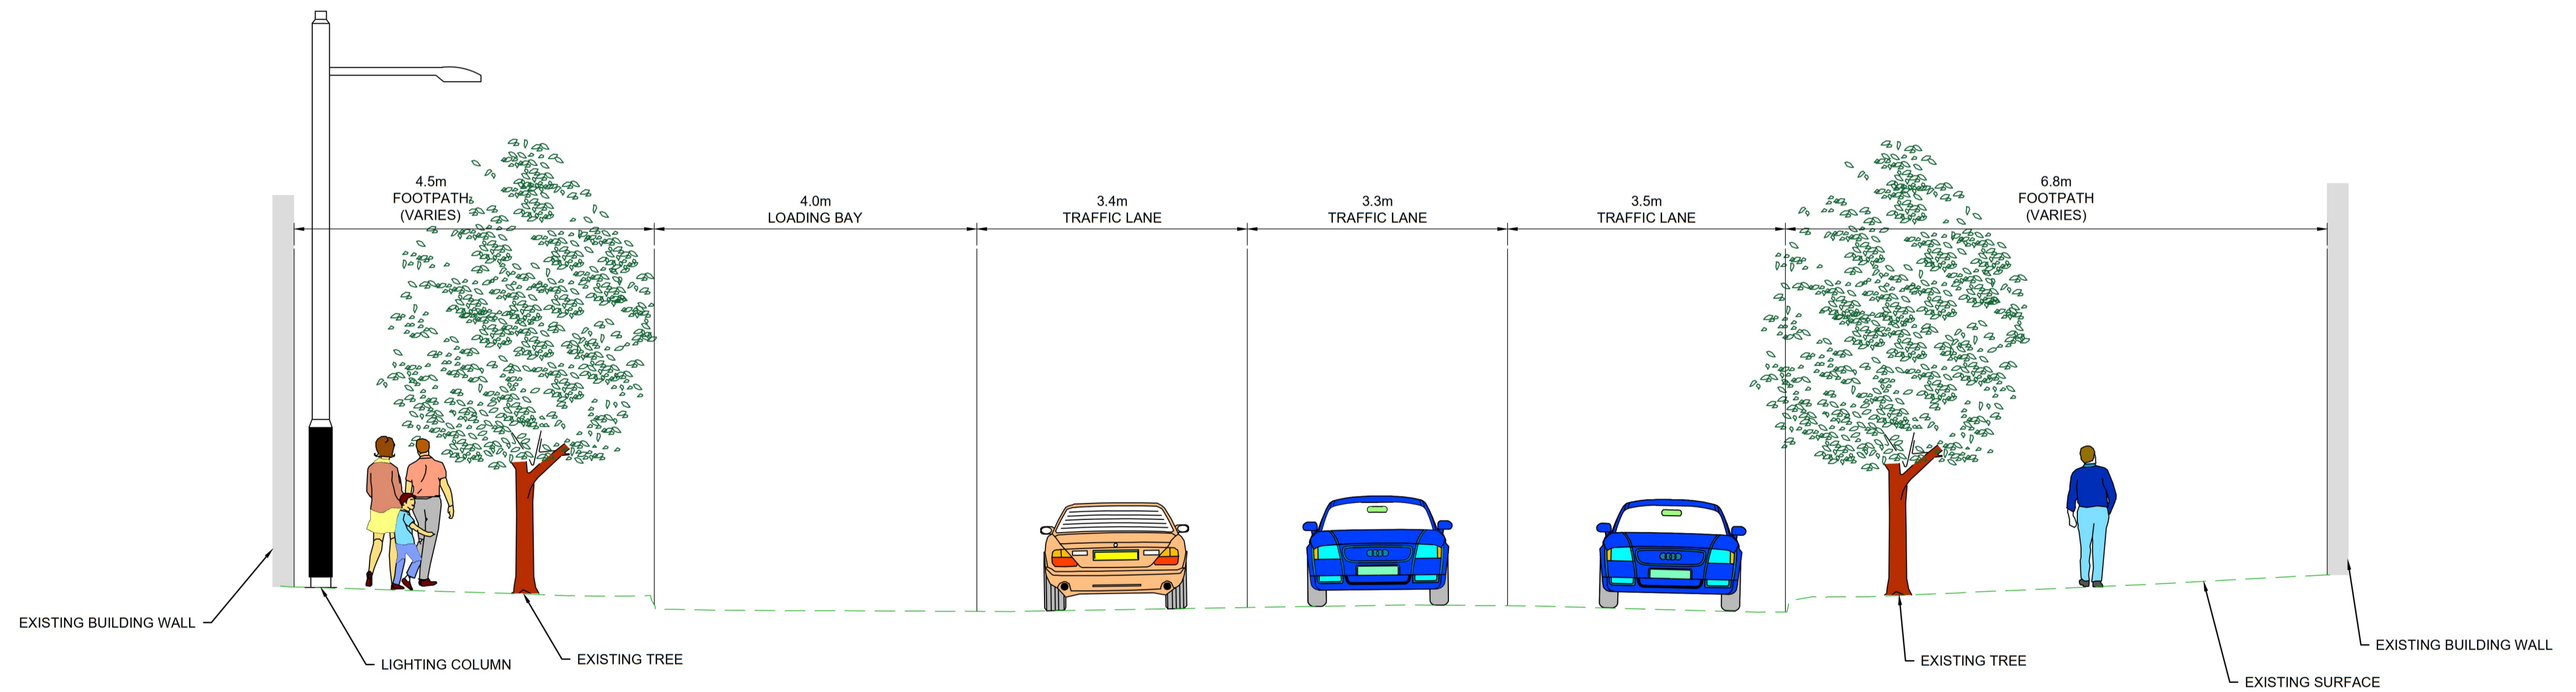 4.5m
FOOTPATH
(VARIES)
4.0m
LOADING BAY
3.4m
TRAFFIC LANE
3.3m
TRAFFIC LANE
3.5m
TRAFFIC LANE
6.8m
FOOTPATH
(VARIES)
EXISTING BUILDING WALL
LIGHTING COLUMN
EXISTING TREE
EXISTING TREE
EXISTING SURFACE
EXISTING BUILDING WALL